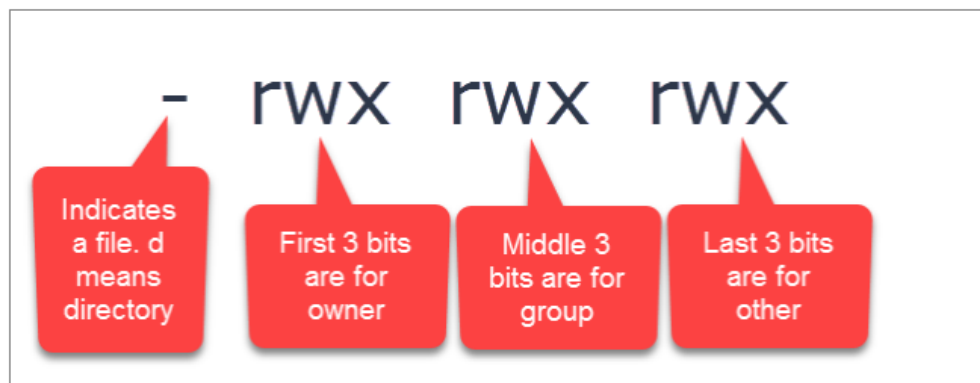 - rwx rwx rwx
Indicates
a file. d
means
directory
First 3 bits
are for
owner
Middle 3
bits are for
group
Last 3 bits
are for
other